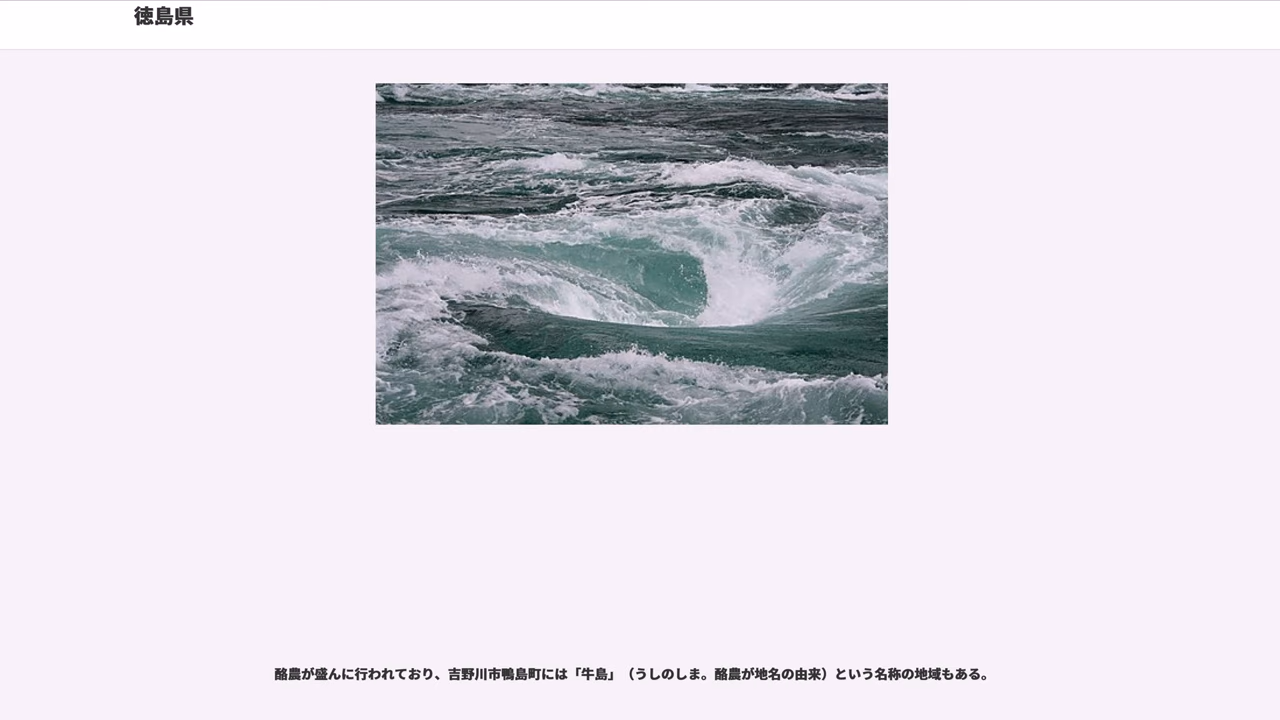 徳島県
酪農が盛んに行われており、吉野川市鴨島町には「牛島」（うしのしま。酪農が地名の由来）という名称の地域もある。